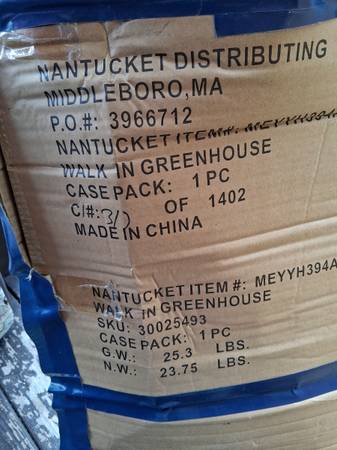 NANTUCKET DISTRIBUTING
MIDDLEBORO,MA
P.O.#: 3966712
NANTUCKET ITEM#:
WALK IN GREENHOUSE
CASE PACK: 1 PC
C/#: OF 1402
MADE IN CHINA
NANTUCKET ITEM #: MEYYH394A
WALK IN GREENHOUSE
SKU: 30025493
CASE PACK: 1 PC
G.W.: 25.3 LBS.
N.W.: 23.75 LBS.